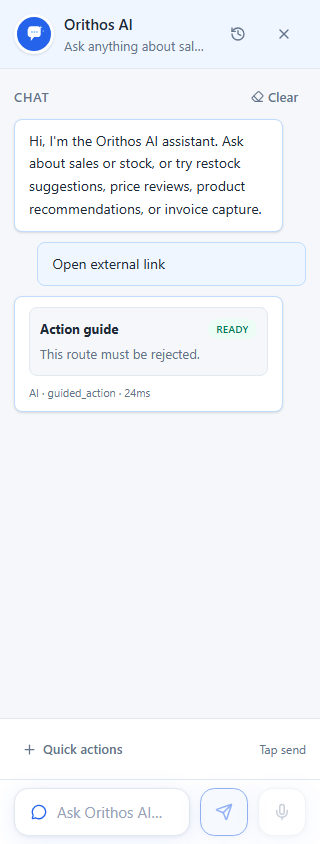 Orithos AI
Ask anything about sal...
CHAT
Clear
Hi, I'm the Orithos AI assistant. Ask
about sales or stock, or try restock
suggestions, price reviews, product
recommendations, or invoice capture.
Open external link
Action guide
READY
This route must be rejected.
AI · guided_action · 24ms
Quick actions
Tap send
Ask Orithos AI...